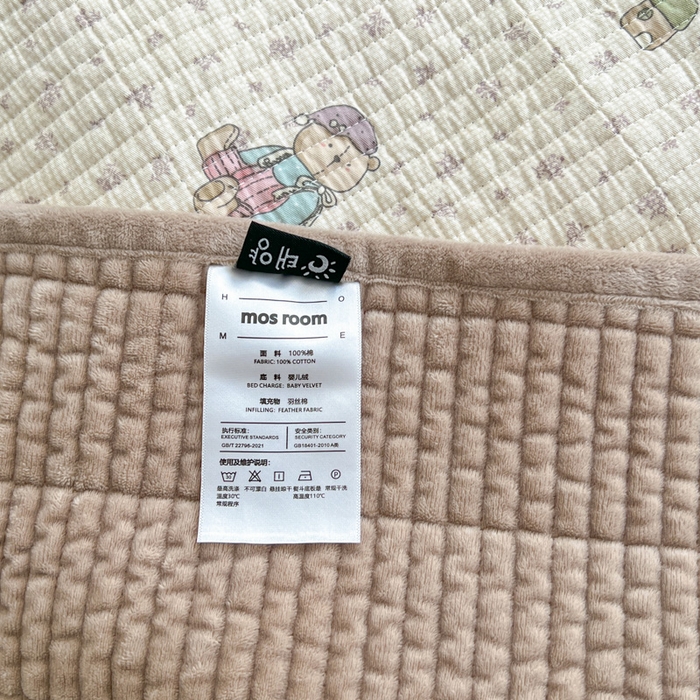 태양
H O
mos room
M E
面 料 100%棉
FABRIC: 100% COTTON
底 料 婴儿绒
BED CHARGE: BABY VELVET
填充物 羽丝棉
INFILLING: FEATHER FABRIC
执行标准: 安全类别:
EXECUTIVE STANDARDS SECURITY CATEGORY
GB/T 22796-2021 GB18401-2010 A类
使用及维护说明:
最高洗涤 不可漂白 悬挂晾干 熨斗底板最 常规干洗
温度30℃ 高温度110℃
常规程序